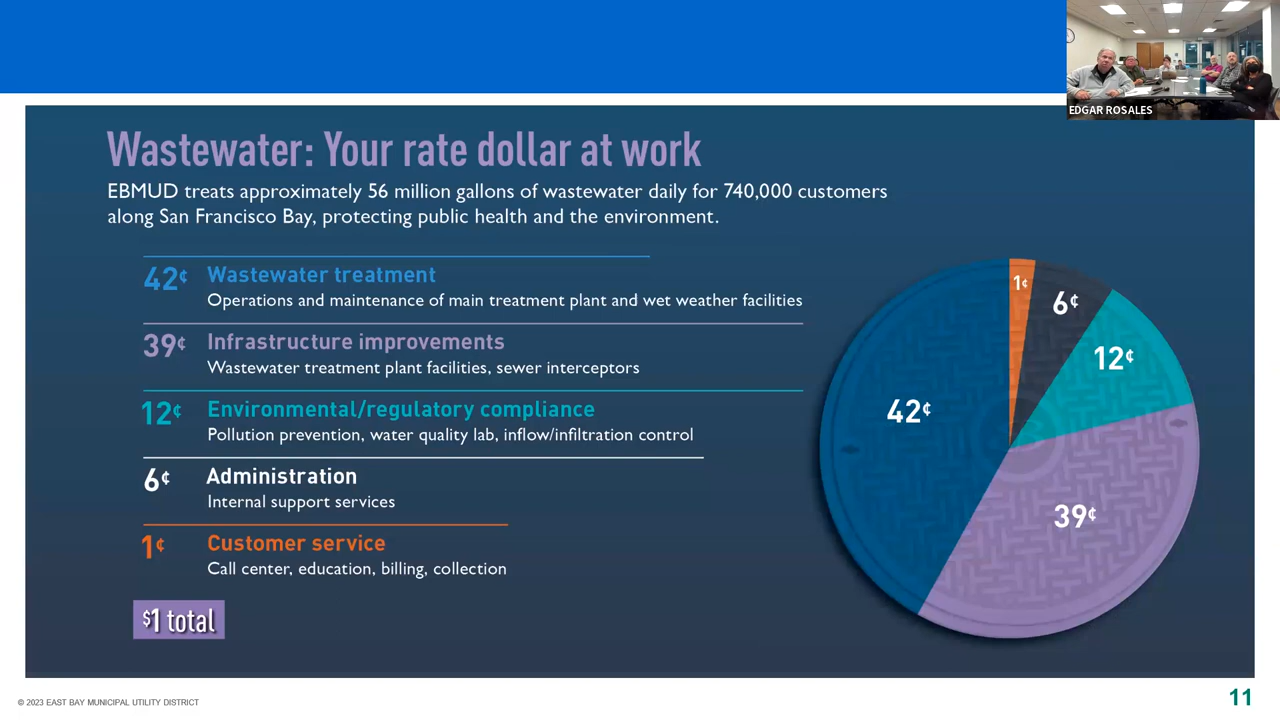 EDGAR ROSALES
Wastewater: Your rate dollar at work
EBMUD treats approximately 56 million gallons of wastewater daily for 740,000 customers
along San Francisco Bay, protecting public health and the environment.
42¢ Wastewater treatment
Operations and maintenance of main treatment plant and wet weather facilities
39¢ Infrastructure improvements
Wastewater treatment plant facilities, sewer interceptors
12¢ Environmental/regulatory compliance
Pollution prevention, water quality lab, inflow/infiltration control
6¢ Administration
Internal support services
1¢ Customer service
Call center, education, billing, collection
$1 total
1¢
6¢
12¢
42¢
39¢
© 2023 EAST BAY MUNICIPAL UTILITY DISTRICT
11